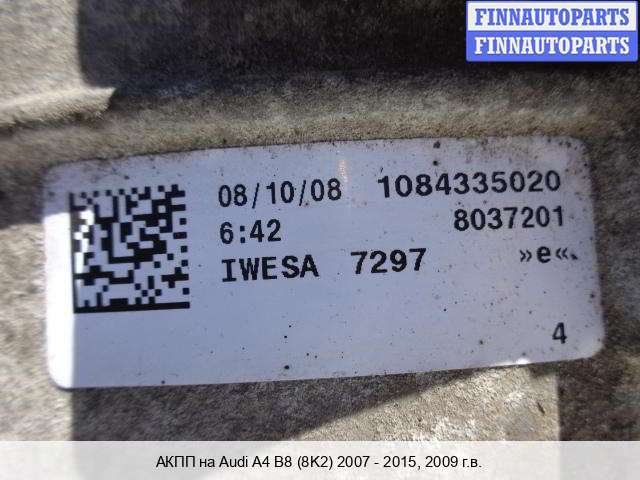 FINNAUTOPARTS
FINNAUTOPARTS
08/10/08 1084335020
6:42 8037201
IWESA 7297 »e«
4
АКПП на Audi A4 B8 (8K2) 2007 - 2015, 2009 г.в.